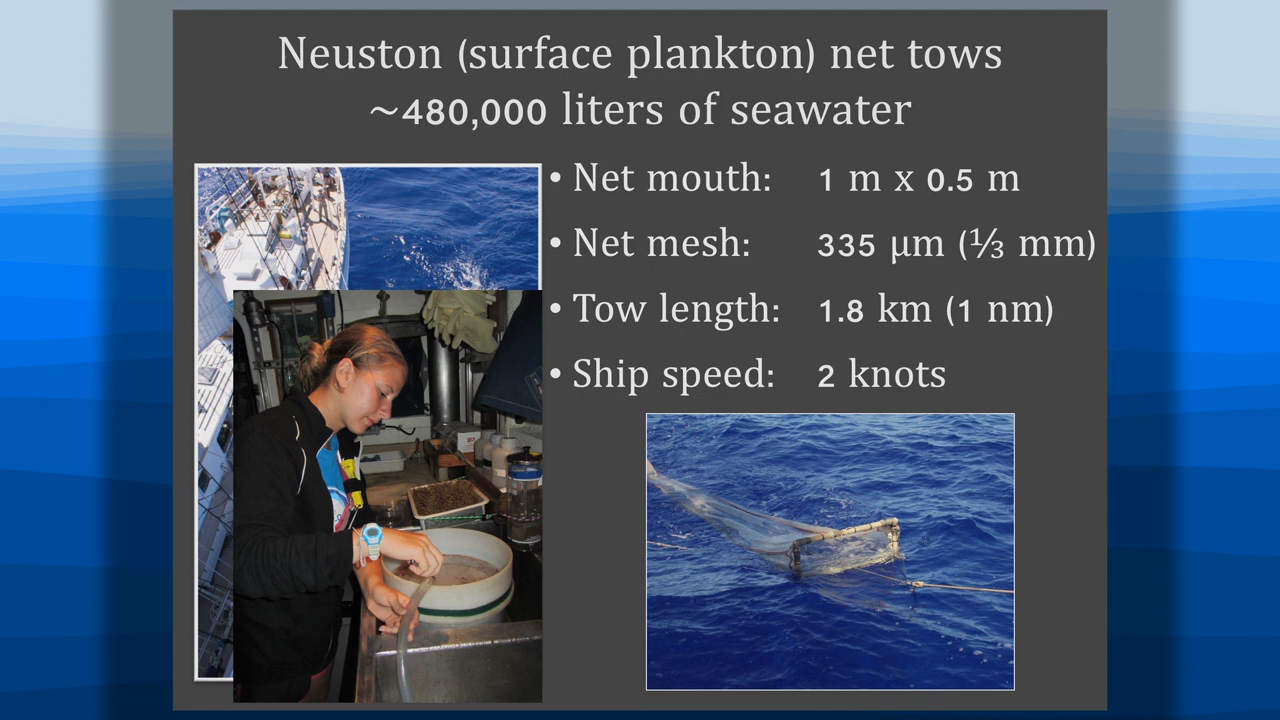 Neuston (surface plankton) net tows
~480,000 liters of seawater
• Net mouth: 1 m x 0.5 m
• Net mesh: 335 µm (⅓ mm)
• Tow length: 1.8 km (1 nm)
• Ship speed: 2 knots